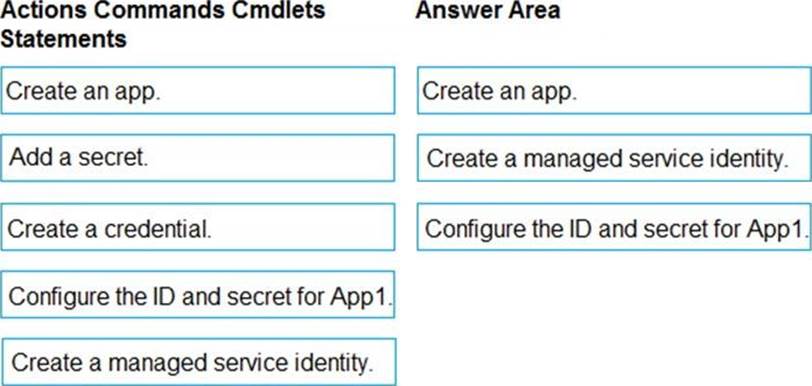 Actions Commands Cmdlets
Statements
Answer Area
Create an app.
Add a secret.
Create a credential.
Configure the ID and secret for App1.
Create a managed service identity.
Create an app.
Create a managed service identity.
Configure the ID and secret for App1.